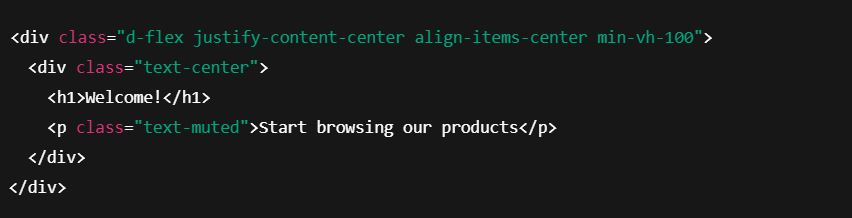 <div class="d-flex justify-content-center align-items-center min-vh-100">
  <div class="text-center">
    <h1>Welcome!</h1>
    <p class="text-muted">Start browsing our products</p>
  </div>
</div>